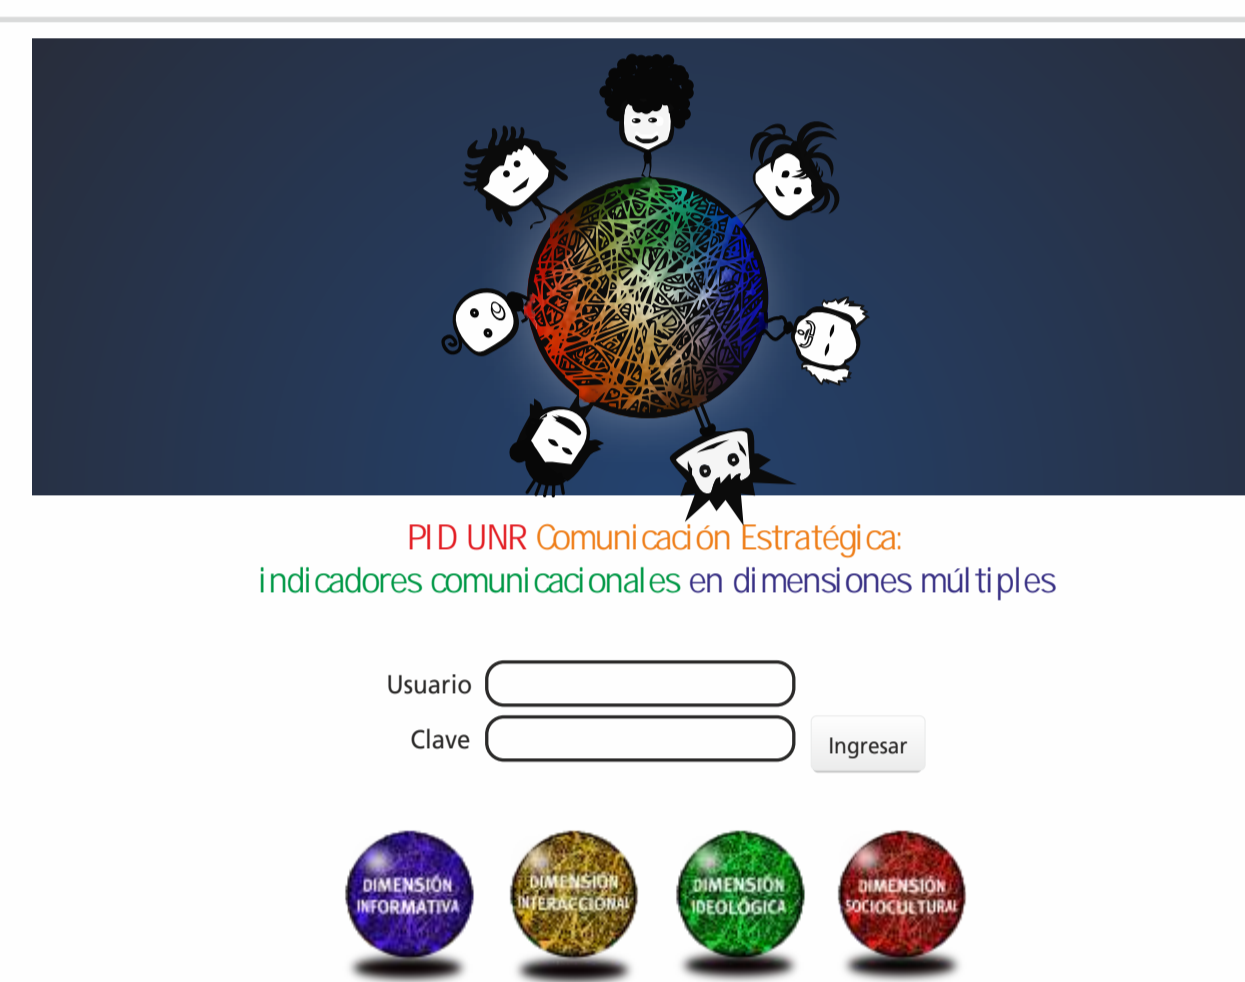 PID UNR Comunicación Estratégica:
indicadores comunicacionales en dimensiones múltiples
Usuario
Clave
Ingresar
DIMENSIÓN
INFORMATIVA
DIMENSIÓN
INTERACCIONAL
DIMENSIÓN
IDEOLÓGICA
DIMENSIÓN
SOCIOCULTURAL